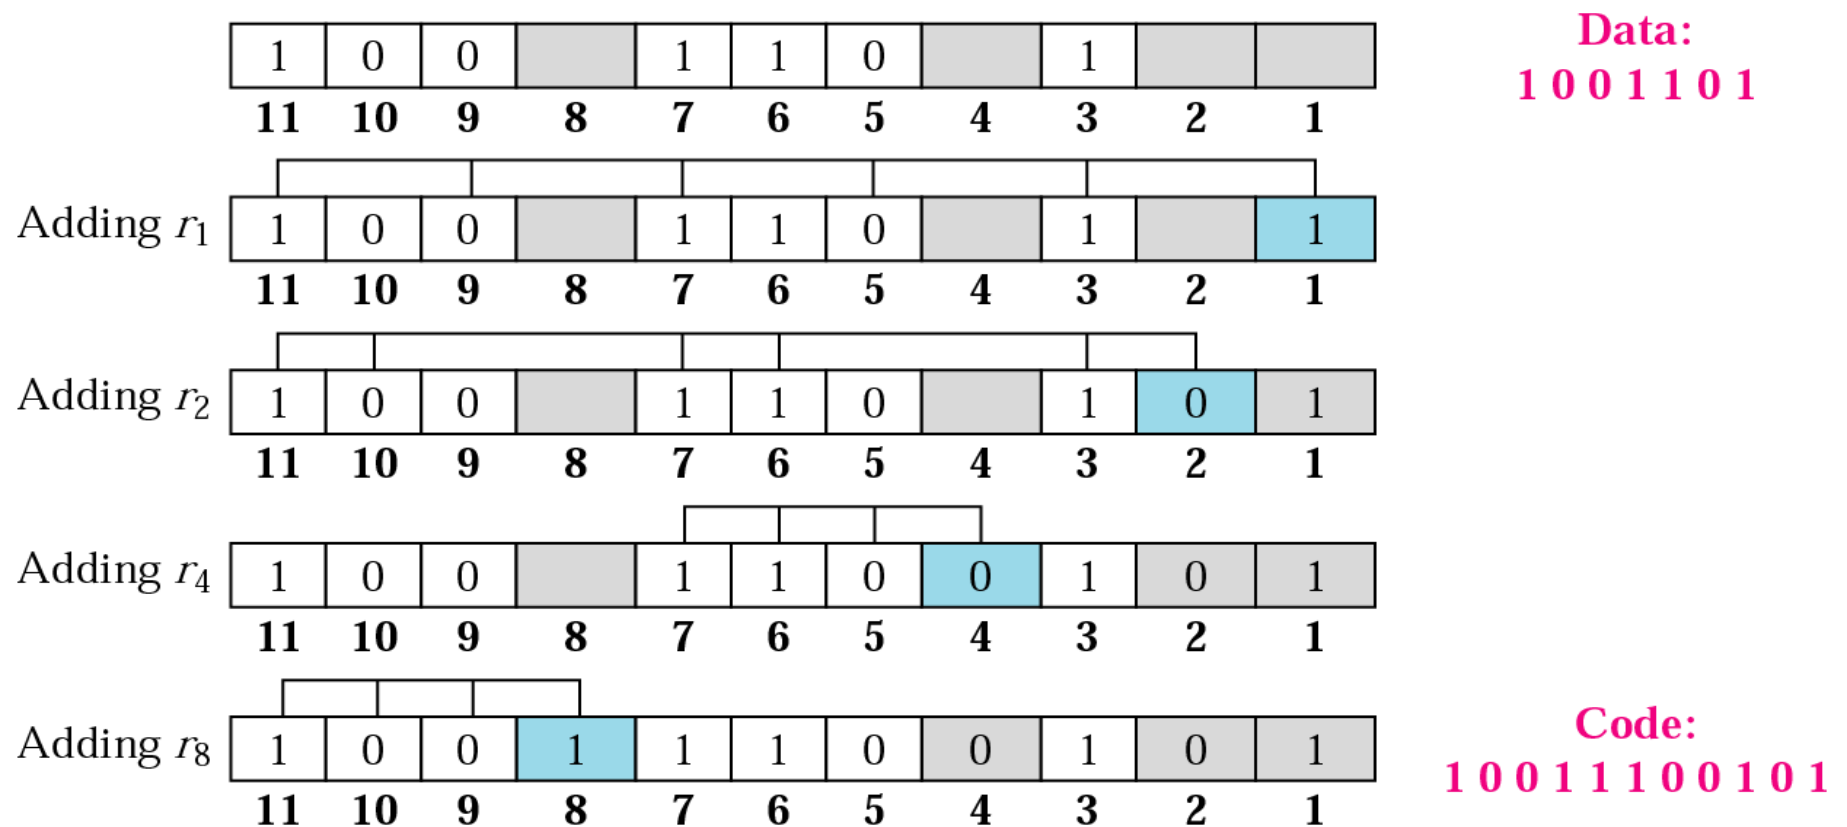 1 0 0 1 1 0 1
Data:
1 0 0 1 1 0 1
11 10 9 8 7 6 5 4 3 2 1
Adding r1 1 0 0 1 1 0 1 1
11 10 9 8 7 6 5 4 3 2 1
Adding r2 1 0 0 1 1 0 1 0 1
11 10 9 8 7 6 5 4 3 2 1
Adding r4 1 0 0 1 1 0 0 1 0 1
11 10 9 8 7 6 5 4 3 2 1
Adding r8 1 0 0 1 1 1 0 0 1 0 1
11 10 9 8 7 6 5 4 3 2 1
Code:
1 0 0 1 1 1 0 0 1 0 1